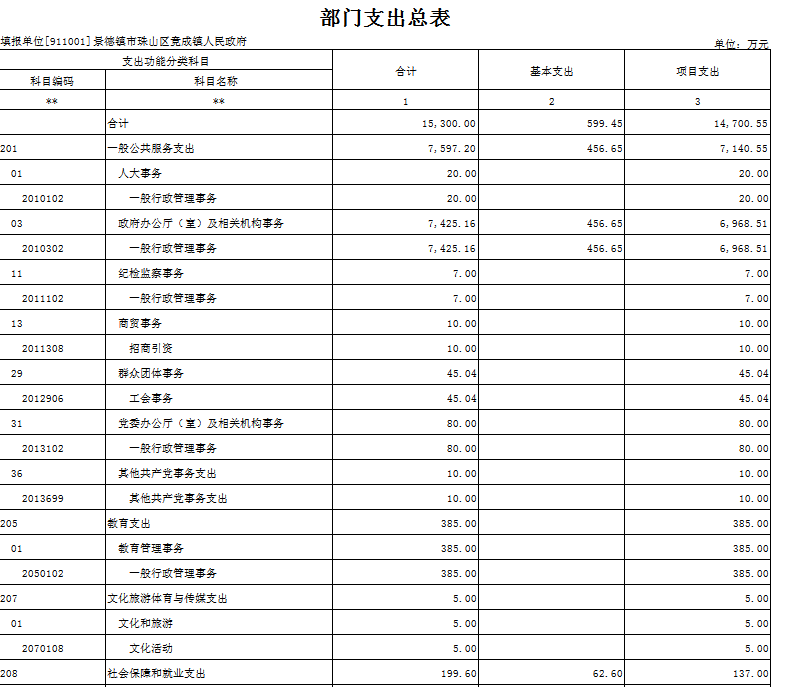 部门支出总表
填报单位[911001]景德镇市珠山区竟成镇人民政府 单位：万元
支出功能分类科目 合计 基本支出 项目支出
科目编码 科目名称
** ** 1 2 3
合计 15,300.00 599.45 14,700.55
201 一般公共服务支出 7,597.20 456.65 7,140.55
01 人大事务 20.00 20.00
2010102 一般行政管理事务 20.00 20.00
03 政府办公厅（室）及相关机构事务 7,425.16 456.65 6,968.51
2010302 一般行政管理事务 7,425.16 456.65 6,968.51
11 纪检监察事务 7.00 7.00
2011102 一般行政管理事务 7.00 7.00
13 商贸事务 10.00 10.00
2011308 招商引资 10.00 10.00
29 群众团体事务 45.04 45.04
2012906 工会事务 45.04 45.04
31 党委办公厅（室）及相关机构事务 80.00 80.00
2013102 一般行政管理事务 80.00 80.00
36 其他共产党事务支出 10.00 10.00
2013699 其他共产党事务支出 10.00 10.00
205 教育支出 385.00 385.00
01 教育管理事务 385.00 385.00
2050102 一般行政管理事务 385.00 385.00
207 文化旅游体育与传媒支出 5.00 5.00
01 文化和旅游 5.00 5.00
2070108 文化活动 5.00 5.00
208 社会保障和就业支出 199.60 62.60 137.00